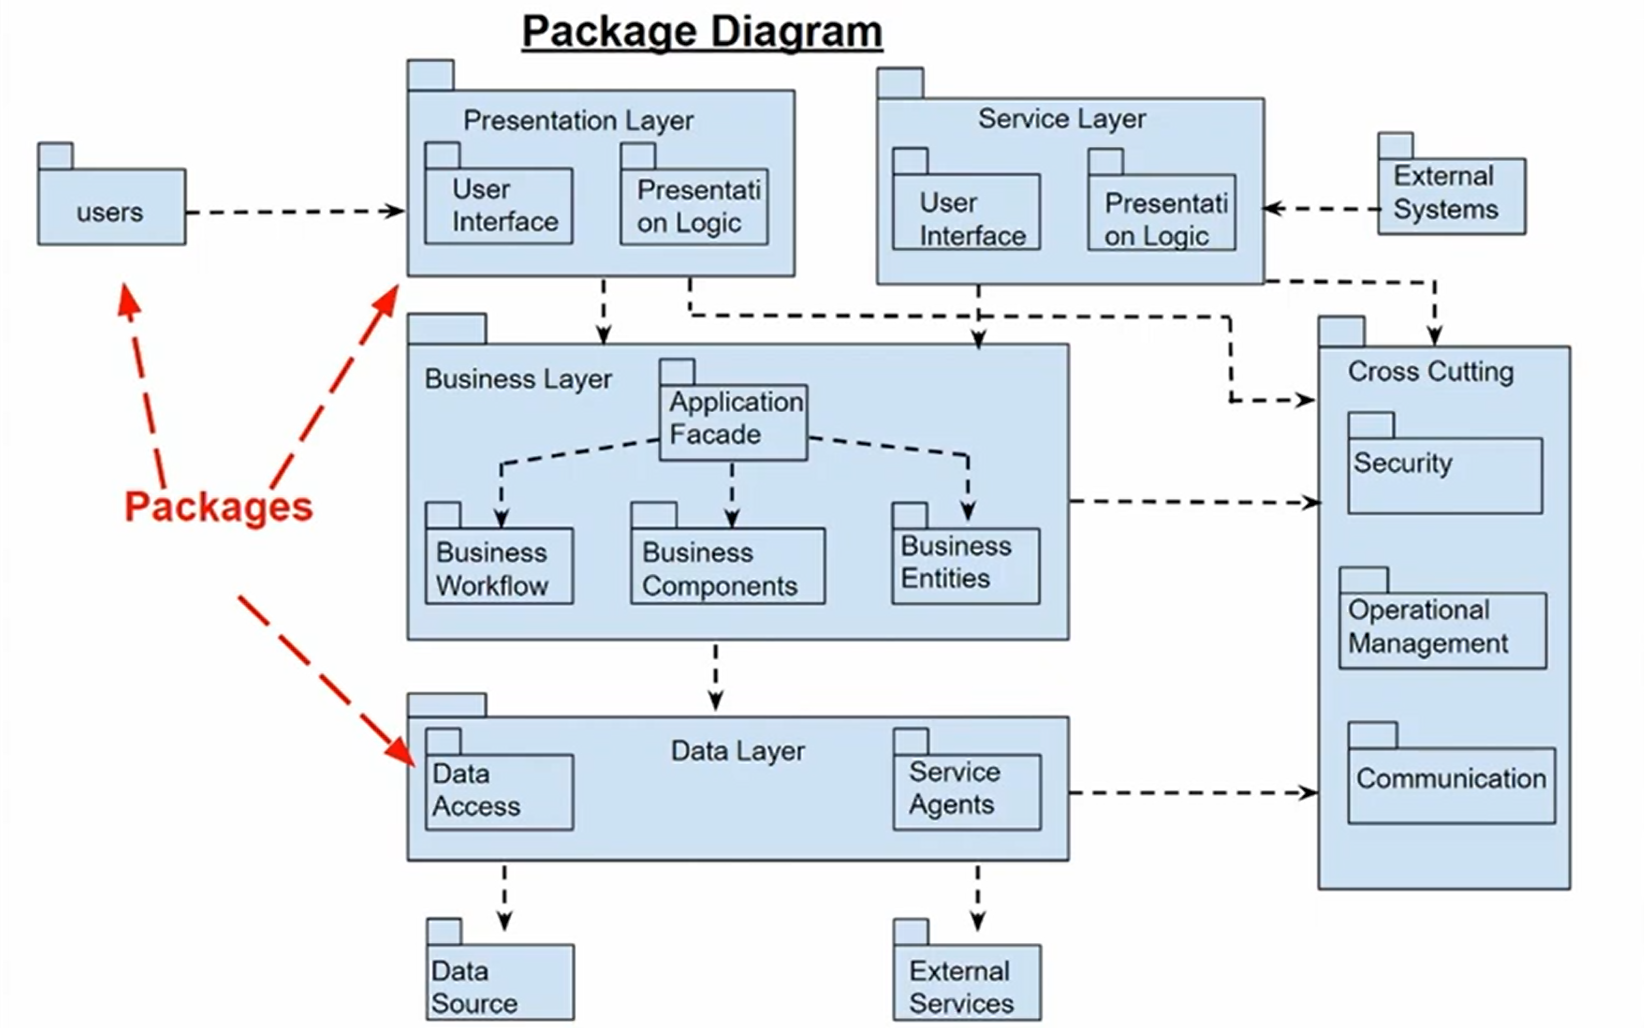 Package Diagram
Presentation Layer
User
Interface
Presentati
on Logic
Service Layer
User
Interface
Presentati
on Logic
External
Systems
users
Packages
Business Layer
Application
Facade
Business
Workflow
Business
Components
Business
Entities
Cross Cutting
Security
Operational
Management
Communication
Data Layer
Data
Access
Service
Agents
Data
Source
External
Services